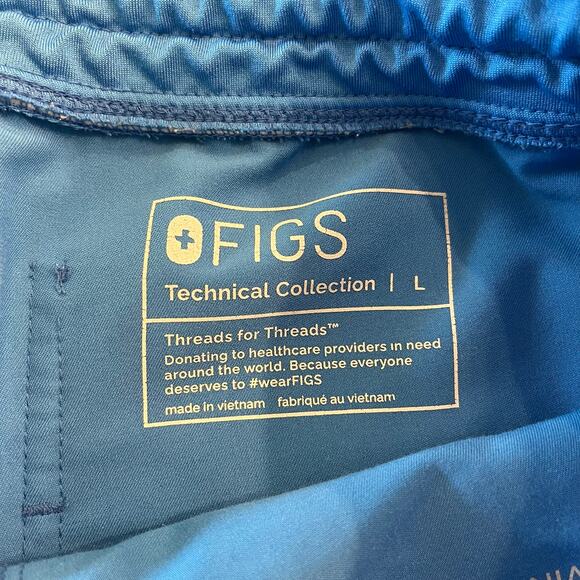 FIGS
Technical Collection | L
Threads for Threads™
Donating to healthcare providers in need
around the world. Because everyone
deserves to #wearFIGS
made in vietnam fabriqué au vietnam